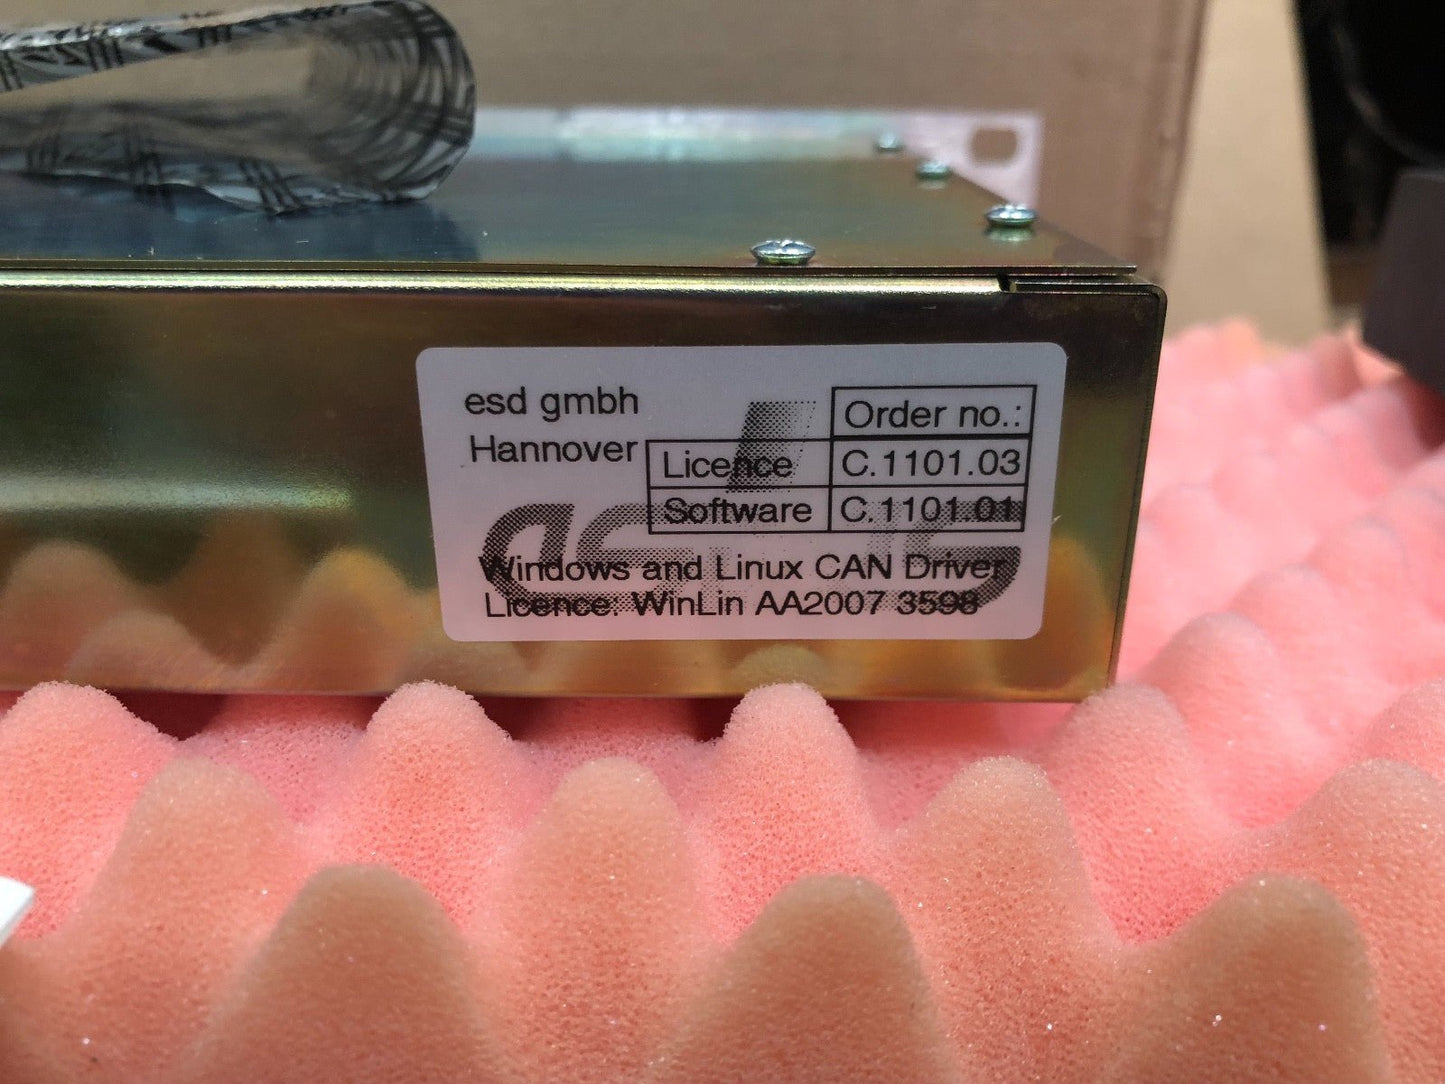 esd gmbh
Hannover
Order no.:
Licence C.1101.03
Software C.1101.01
Windows and Linux CAN Driver
Licence: WinLin AA2007 3598